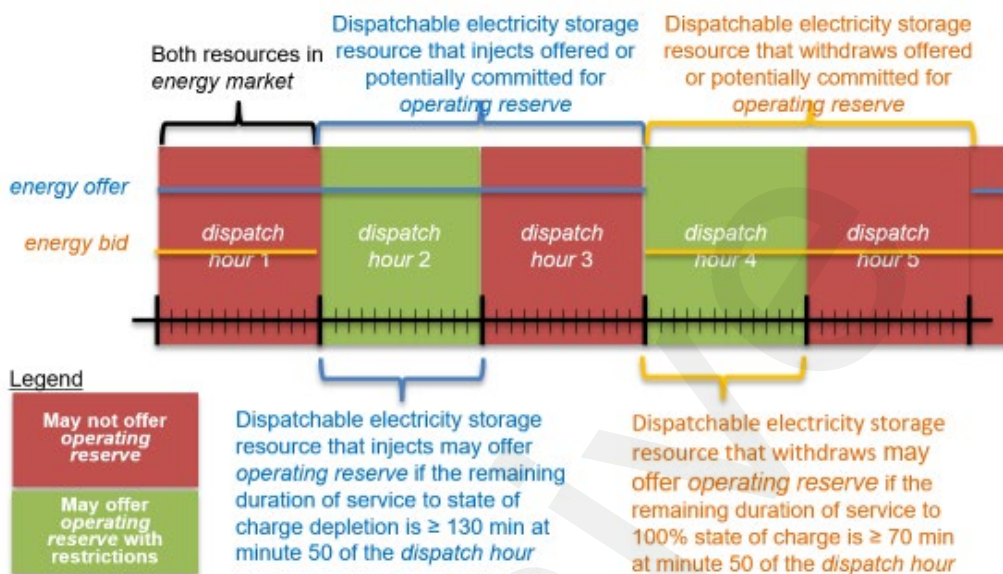 Both resources in
energy market
Dispatchable electricity storage
resource that injects offered or
potentially committed for
operating reserve
Dispatchable electricity storage
resource that withdraws offered
or potentially committed for
operating reserve
energy offer
energy bid
dispatch
hour 1
dispatch
hour 2
dispatch
hour 3
dispatch
hour 4
dispatch
hour 5
Legend
May not offer
operating
reserve
May offer
operating
reserve with
restrictions
Dispatchable electricity storage
resource that injects may offer
operating reserve if the remaining
duration of service to state of
charge depletion is ≥ 130 min at
minute 50 of the dispatch hour
Dispatchable electricity storage
resource that withdraws may
offer operating reserve if the
remaining duration of service to
100% state of charge is ≥ 70 min
at minute 50 of the dispatch hour